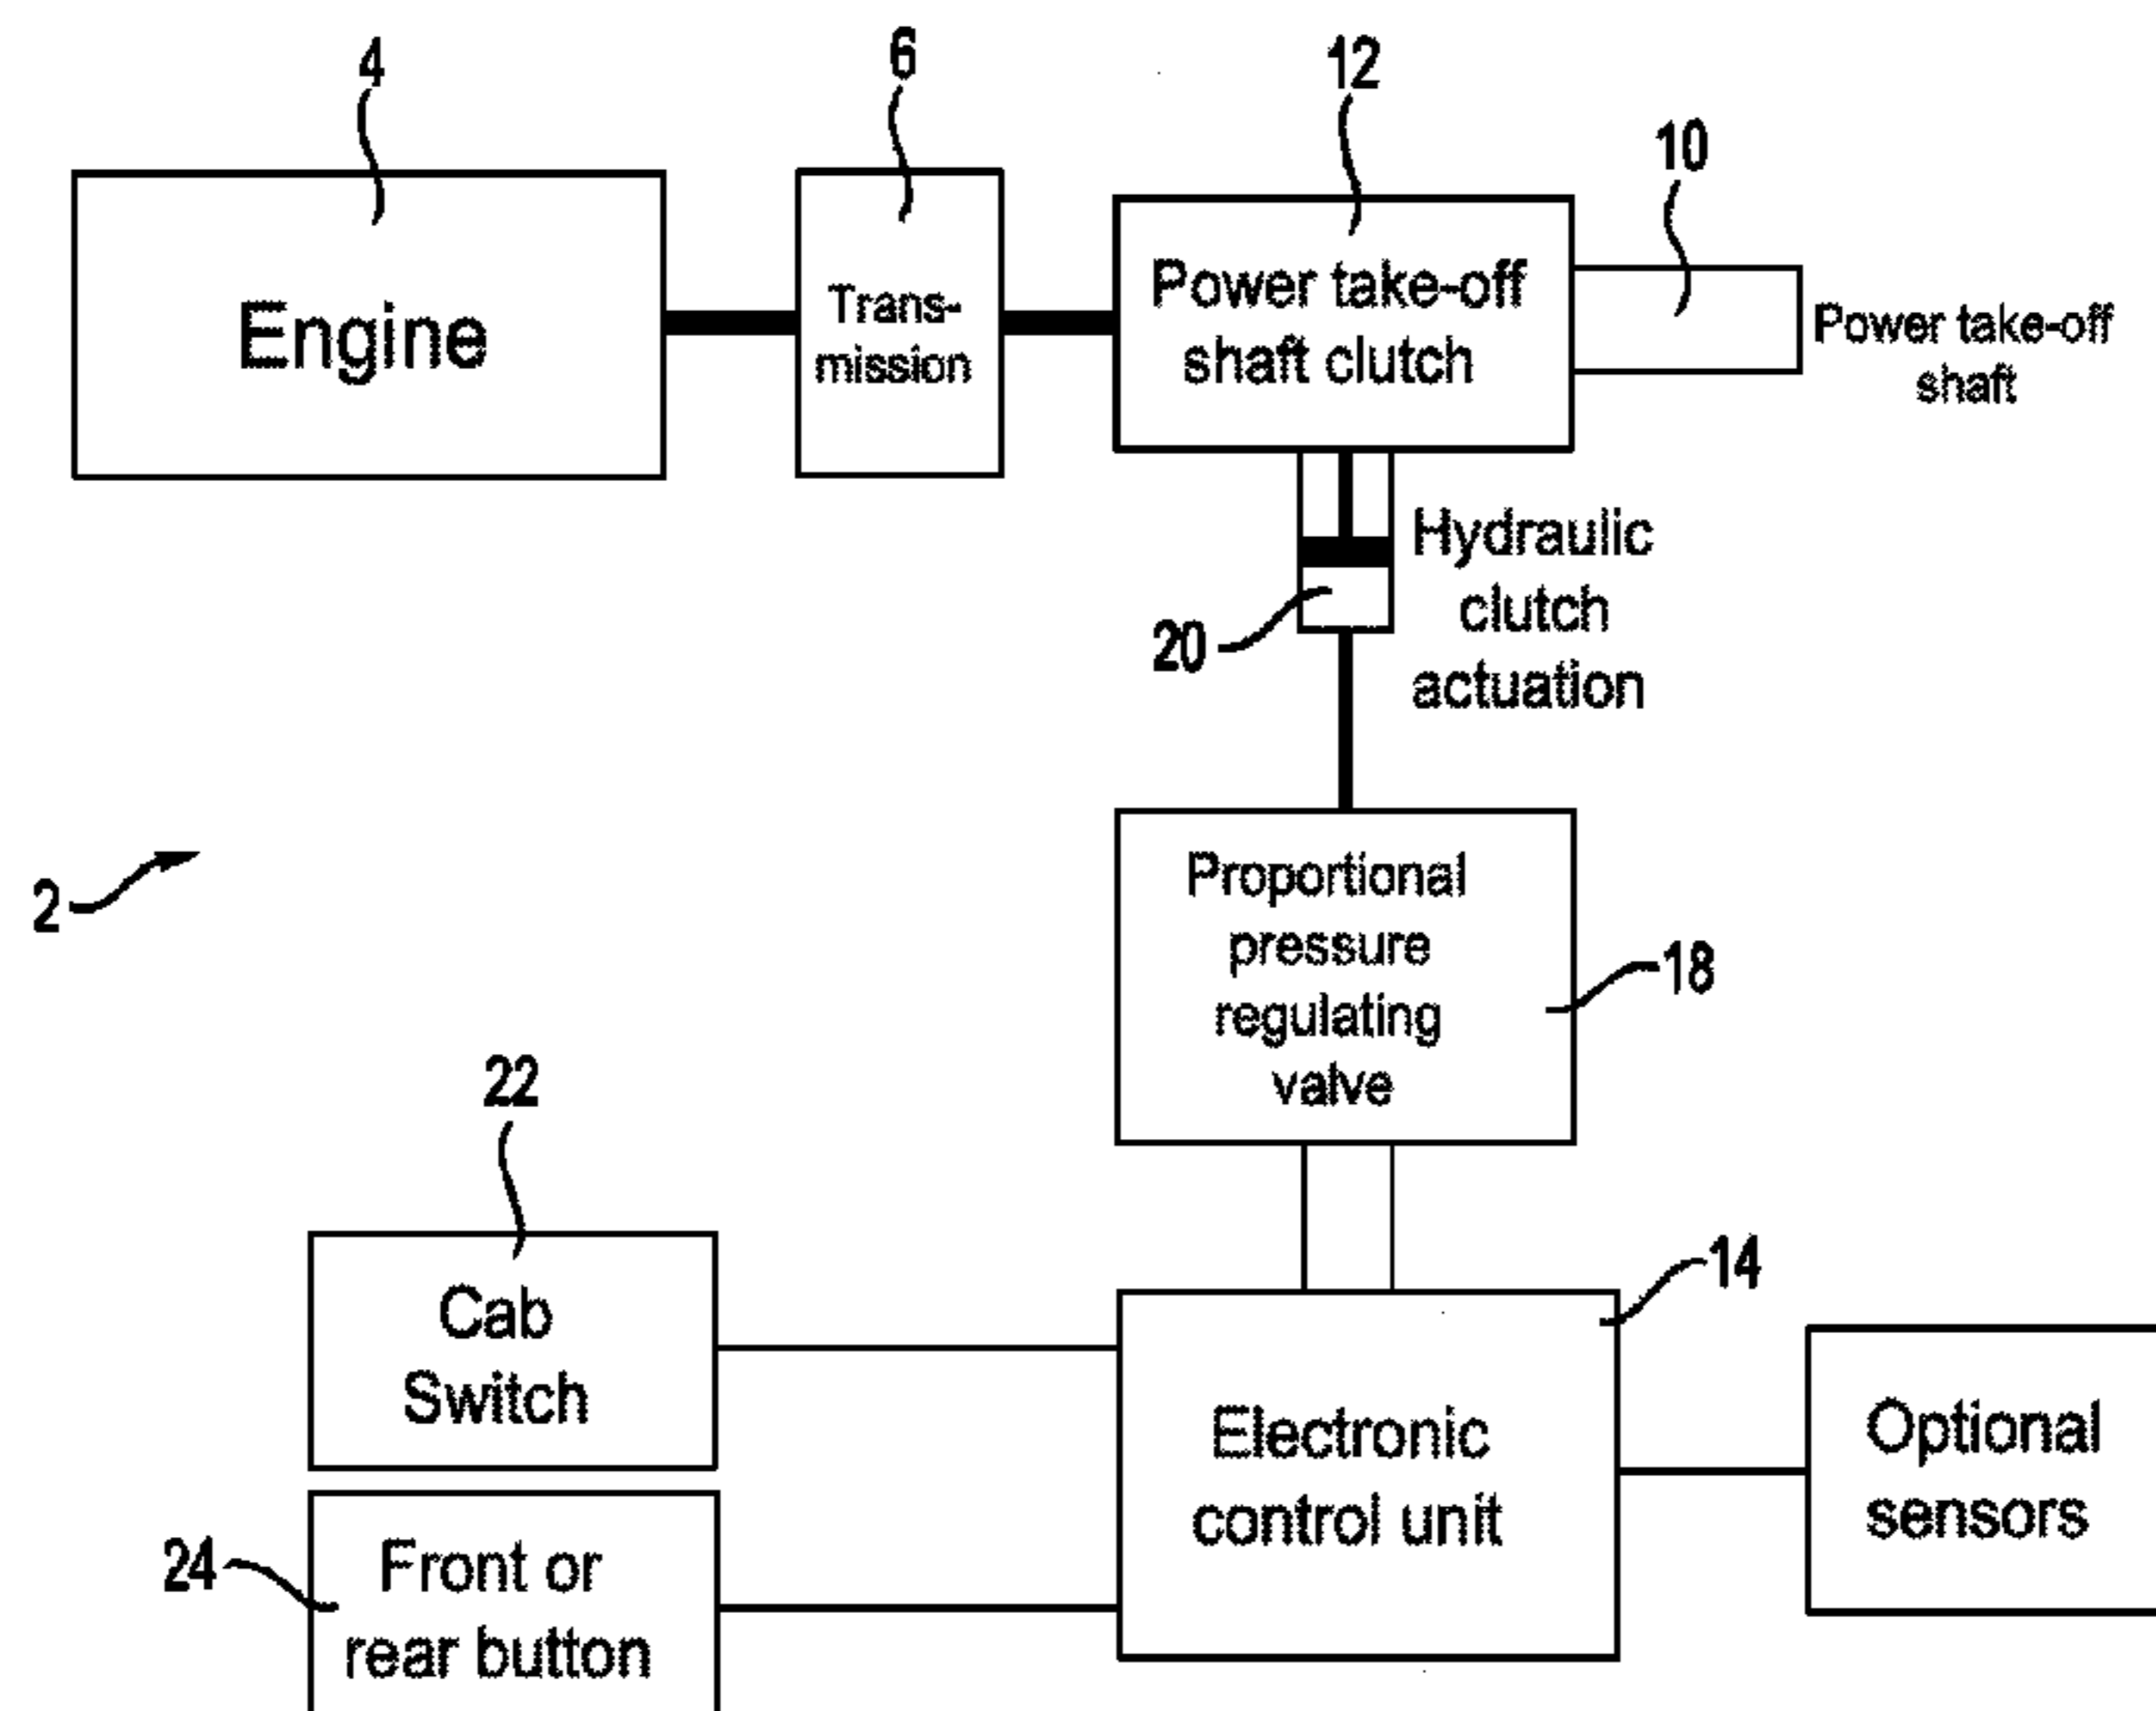 4
6
12
10
Engine
Trans-
mission
Power take-off
shaft clutch
Power take-off
shaft
20
Hydraulic
clutch
actuation
2
Proportional
pressure
regulating
valve
18
22
14
Cab
Switch
Electronic
control unit
Optional
sensors
24
Front or
rear button